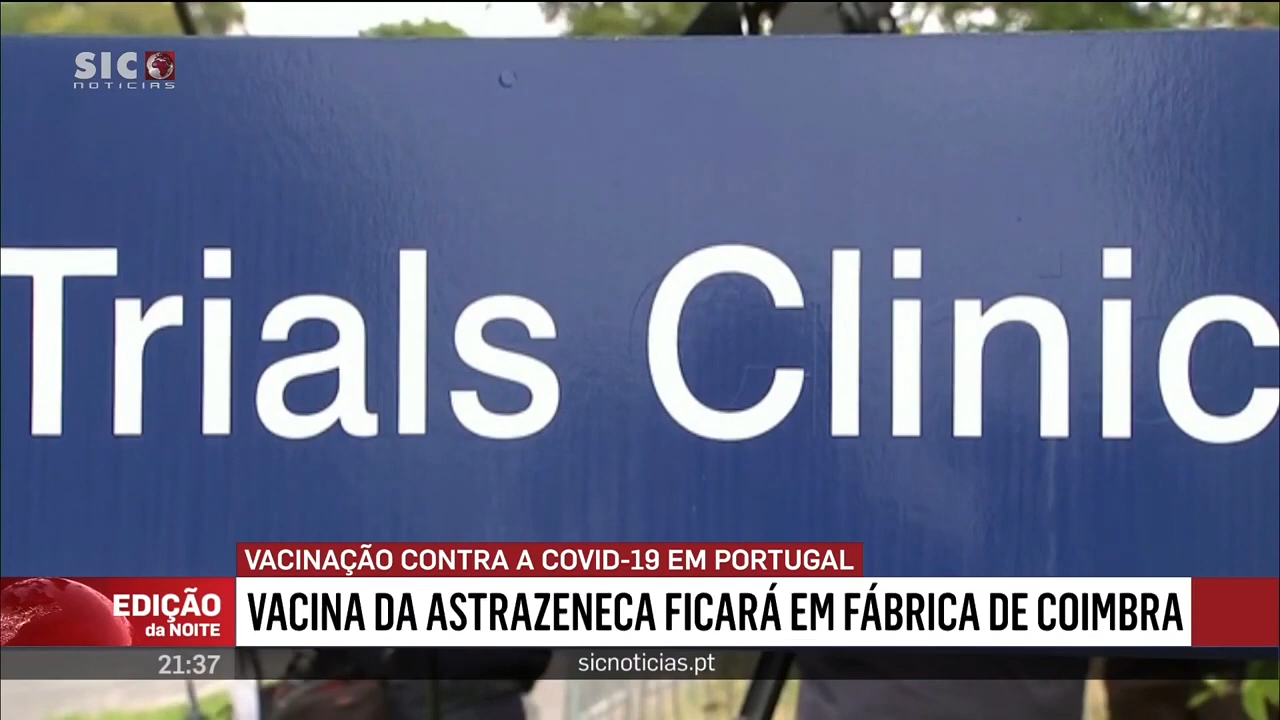 SIC
NOTÍCIAS
Trials Clinic
VACINAÇÃO CONTRA A COVID-19 EM PORTUGAL
EDIÇÃO
da NOITE
VACINA DA ASTRAZENECA FICARÁ EM FÁBRICA DE COIMBRA
21:37
sicnoticias.pt